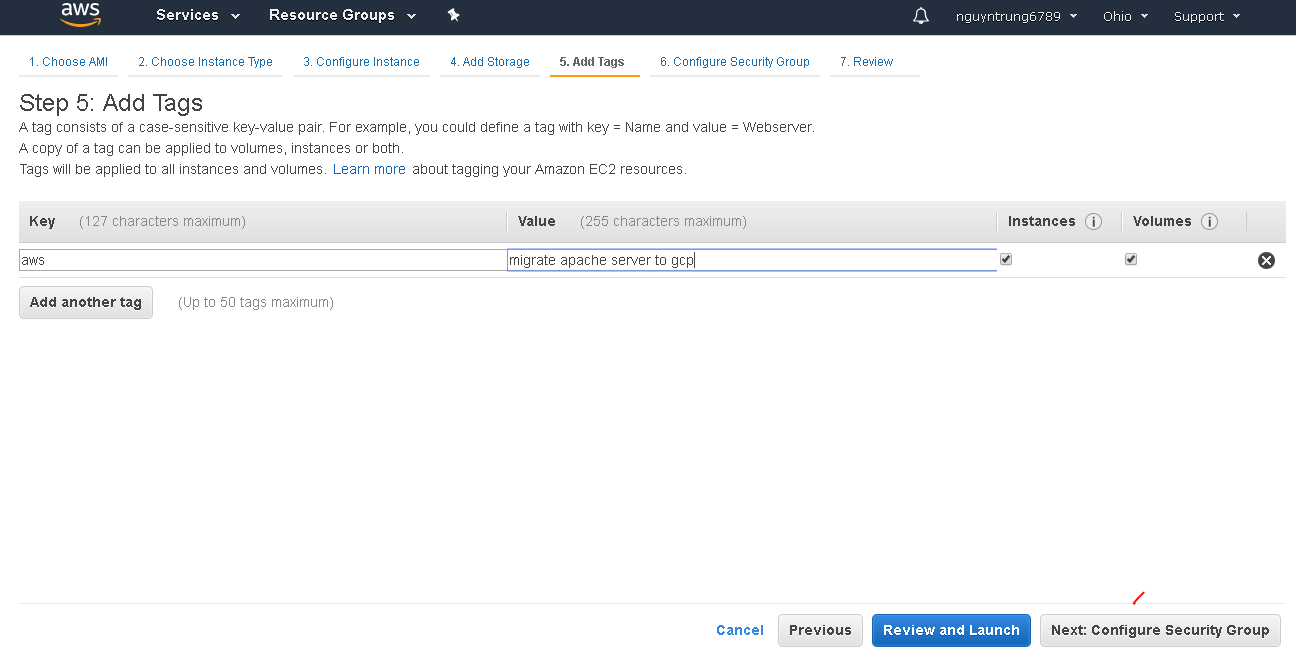 aws Services Resource Groups nguyntrung6789 Ohio Support
1. Choose AMI 2. Choose Instance Type 3. Configure Instance 4. Add Storage 5. Add Tags 6. Configure Security Group 7. Review
Step 5: Add Tags
A tag consists of a case-sensitive key-value pair. For example, you could define a tag with key = Name and value = Webserver.
A copy of a tag can be applied to volumes, instances or both.
Tags will be applied to all instances and volumes. Learn more about tagging your Amazon EC2 resources.
Key (127 characters maximum) Value (255 characters maximum) Instances i Volumes i
aws migrate apache server to gcp
Add another tag (Up to 50 tags maximum)
Cancel Previous Review and Launch Next: Configure Security Group